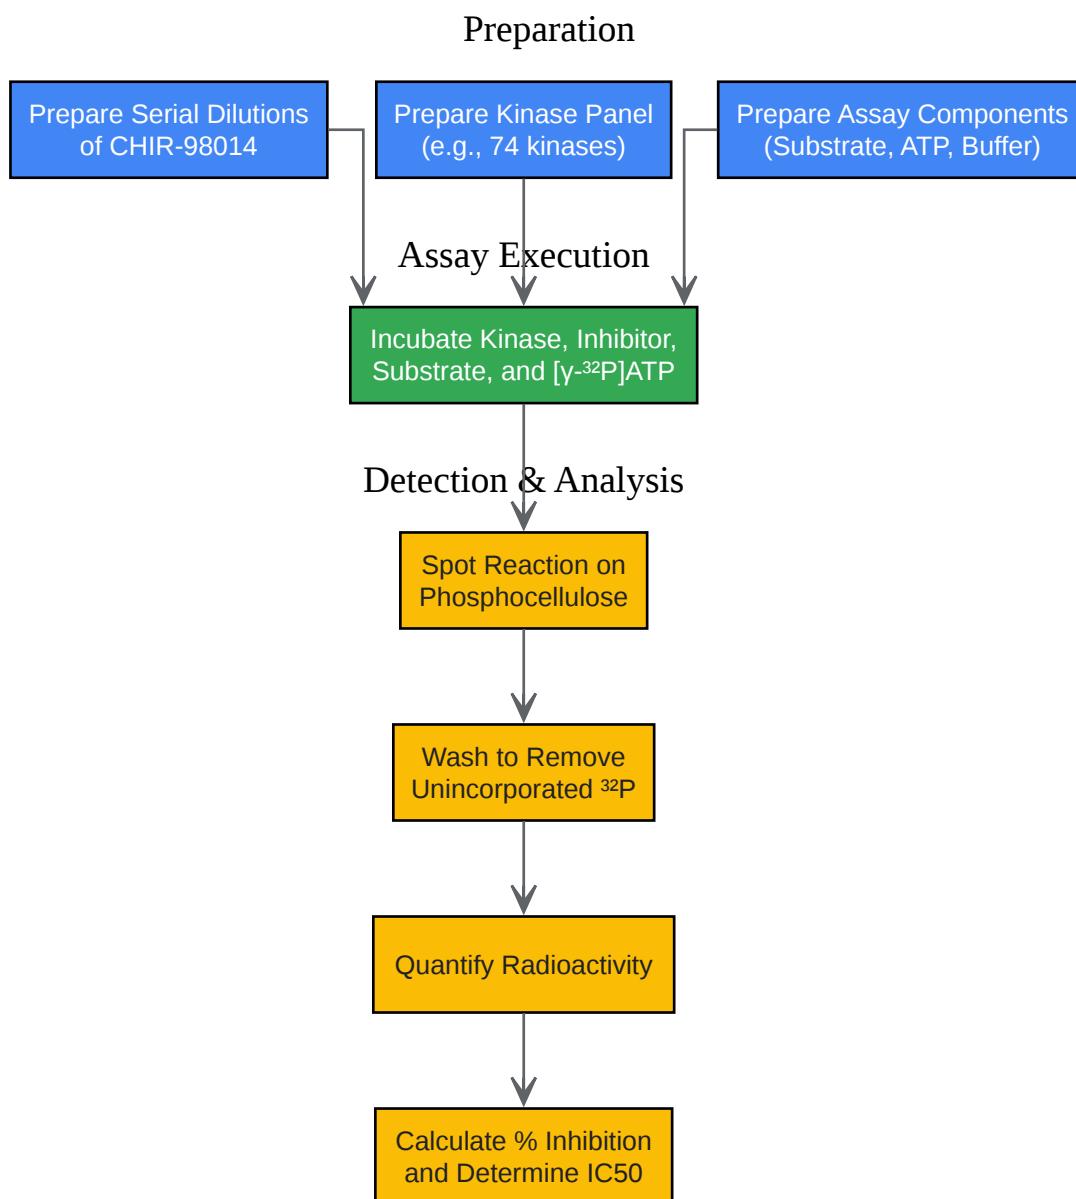 Preparation
Prepare Serial Dilutions
of CHIR-98014
Prepare Kinase Panel
(e.g., 74 kinases)
Prepare Assay Components
(Substrate, ATP, Buffer)
Assay Execution
Incubate Kinase, Inhibitor,
Substrate, and [γ-³²P]ATP
Detection & Analysis
Spot Reaction on
Phosphocellulose
Wash to Remove
Unincorporated ³²P
Quantify Radioactivity
Calculate % Inhibition
and Determine IC50